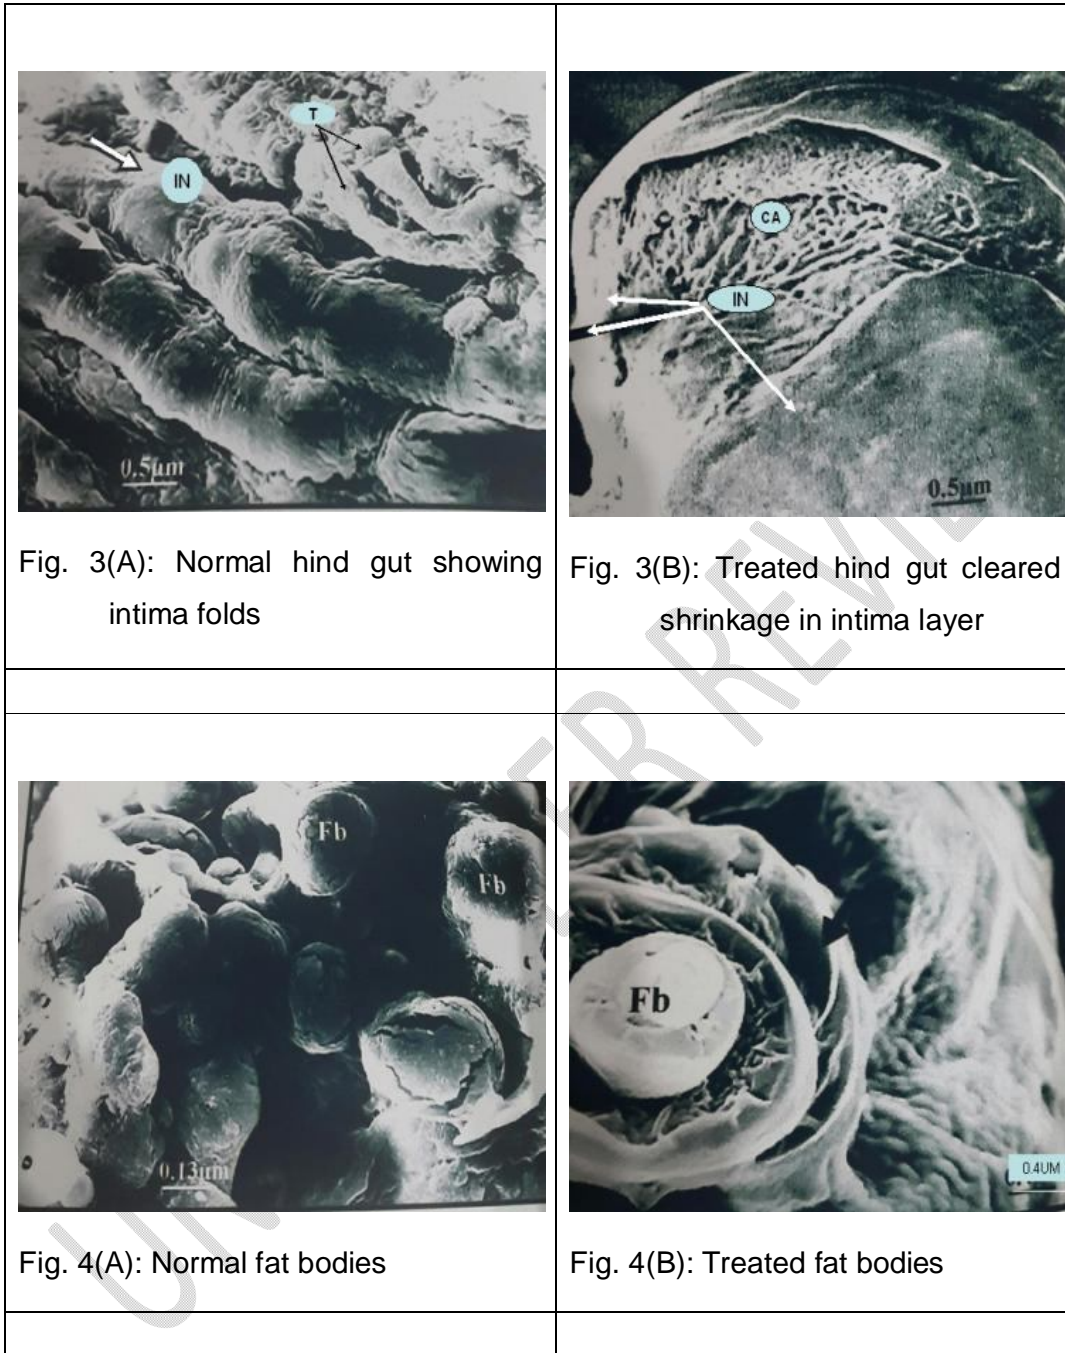 T
IN
0.5µm
CA
IN
0.5µm
Fig. 3(A): Normal hind gut showing
intima folds
Fig. 3(B): Treated hind gut cleared
shrinkage in intima layer
Fb
Fb
0.13µm
Fb
0.4UM
Fig. 4(A): Normal fat bodies
Fig. 4(B): Treated fat bodies